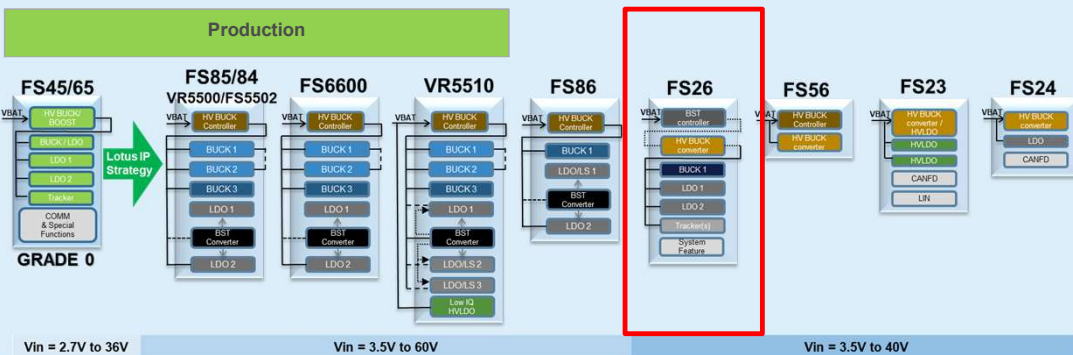 Production
FS45/65
VBAT
HV BUCK/
BOOST
BUCK / LDO
LDO 1
LDO 2
Tracker
COMM
& Special
Functions
GRADE 0
Lotus IP
Strategy
FS85/84
VR5500/FS5502
VBAT
HV BUCK
Controller
BUCK 1
BUCK 2
BUCK 3
LDO 1
BST
Converter
LDO 2
FS6600
VBAT
HV BUCK
Controller
BUCK 1
BUCK 2
BUCK 3
LDO 1
BST
Converter
LDO 2
VR5510
VBAT
HV BUCK
Controller
BUCK 1
BUCK 2
BUCK 3
LDO 1
BST
Converter
LDO/LS 2
LDO/LS 3
Low IQ
HVLDO
FS86
VBAT
HV BUCK
Controller
BUCK 1
LDO/LS 1
BST
Converter
LDO 2
FS26
VBAT
BST
controller
HV BUCK
converter
BUCK 1
LDO 1
LDO 2
Tracker(s)
System
Feature
FS56
VBAT
HV BUCK
Controller
HV BUCK
converter
FS23
VBAT
HV BUCK
converter /
HVLDO
HVLDO
HVLDO
CANFD
LIN
FS24
VBAT
HV BUCK
converter
LDO
CANFD
Vin = 2.7V to 36V
Vin = 3.5V to 60V
Vin = 3.5V to 40V